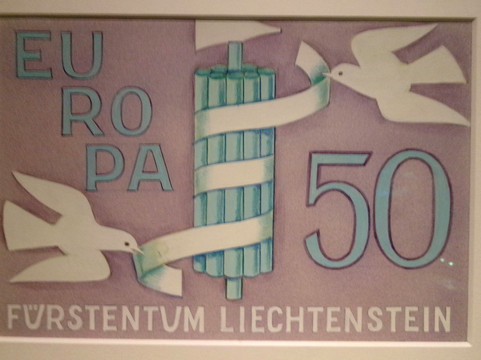 EU
RO
PA
50
FÜRSTENTUM LIECHTENSTEIN